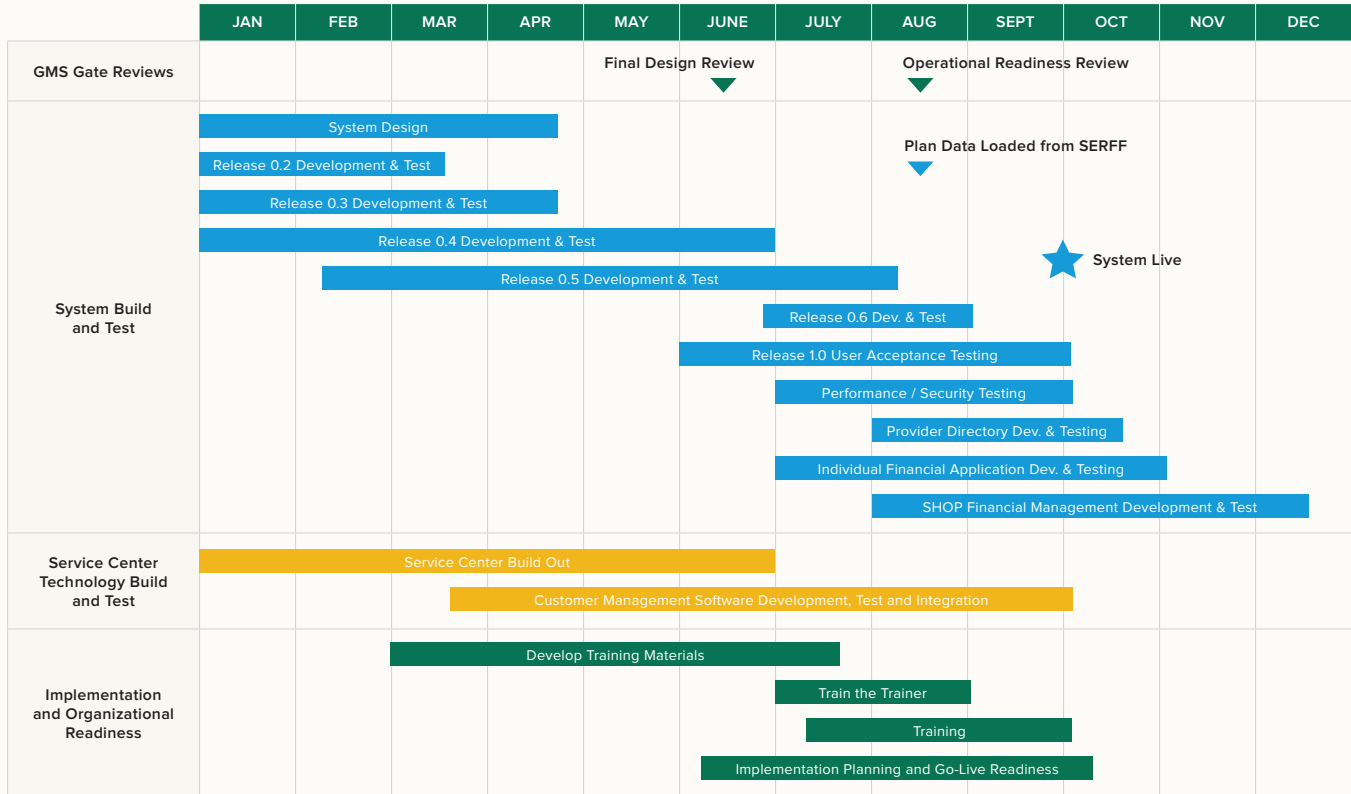 JAN FEB MAR APR MAY JUNE JULY AUG SEPT OCT NOV DEC
GMS Gate Reviews
Final Design Review
Operational Readiness Review
System Build
and Test
System Design
Plan Data Loaded from SERFF
Release 0.2 Development & Test
Release 0.3 Development & Test
Release 0.4 Development & Test
System Live
Release 0.5 Development & Test
Release 0.6 Dev. & Test
Release 1.0 User Acceptance Testing
Performance / Security Testing
Provider Directory Dev. & Testing
Individual Financial Application Dev. & Testing
SHOP Financial Management Development & Test
Service Center
Technology Build
and Test
Service Center Build Out
Customer Management Software Development, Test and Integration
Implementation
and Organizational
Readiness
Develop Training Materials
Train the Trainer
Training
Implementation Planning and Go-Live Readiness